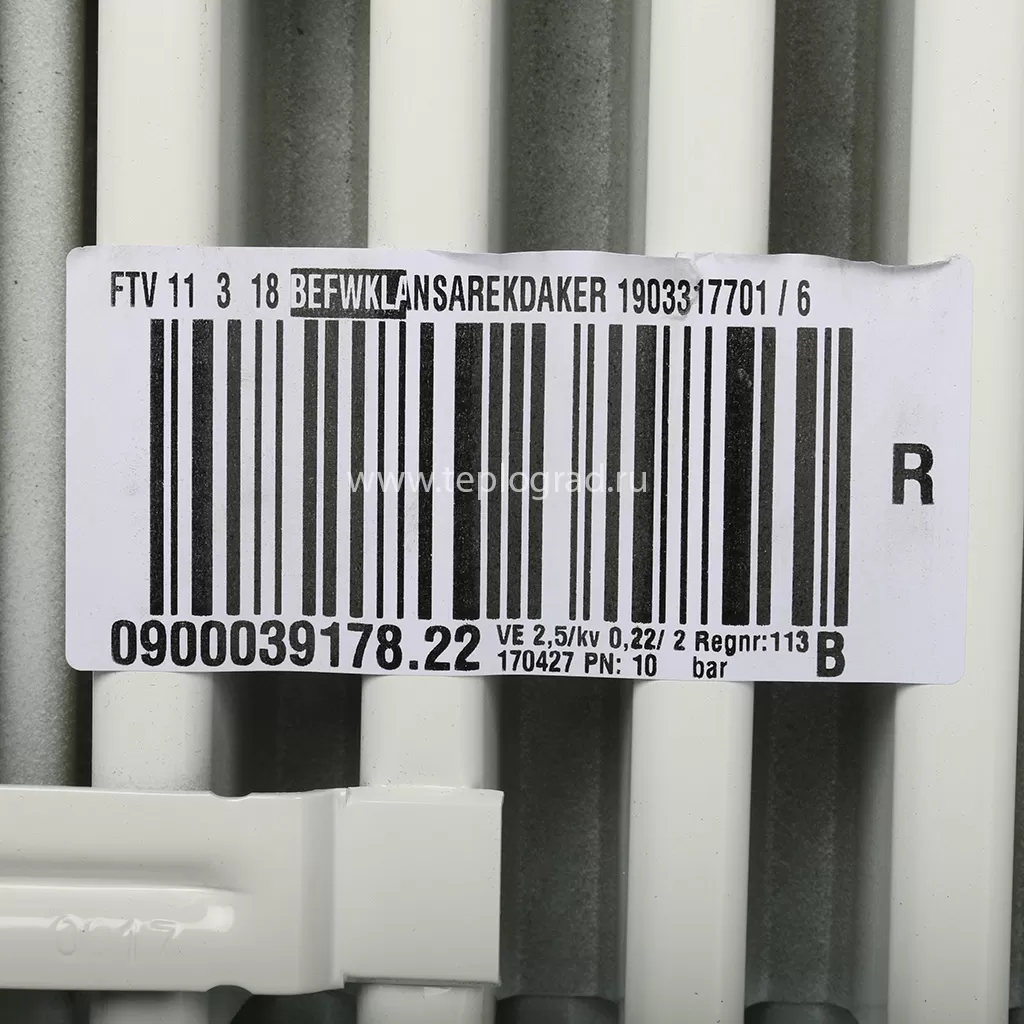 FTV 11 3 18 BEFWKLANSAREKDAKER 1903317701 / 6
R
www.teplograd.ru
0900039178.22
VE 2,5/kv 0,22/ 2 Regnr:113
170427 PN: 10 bar
B